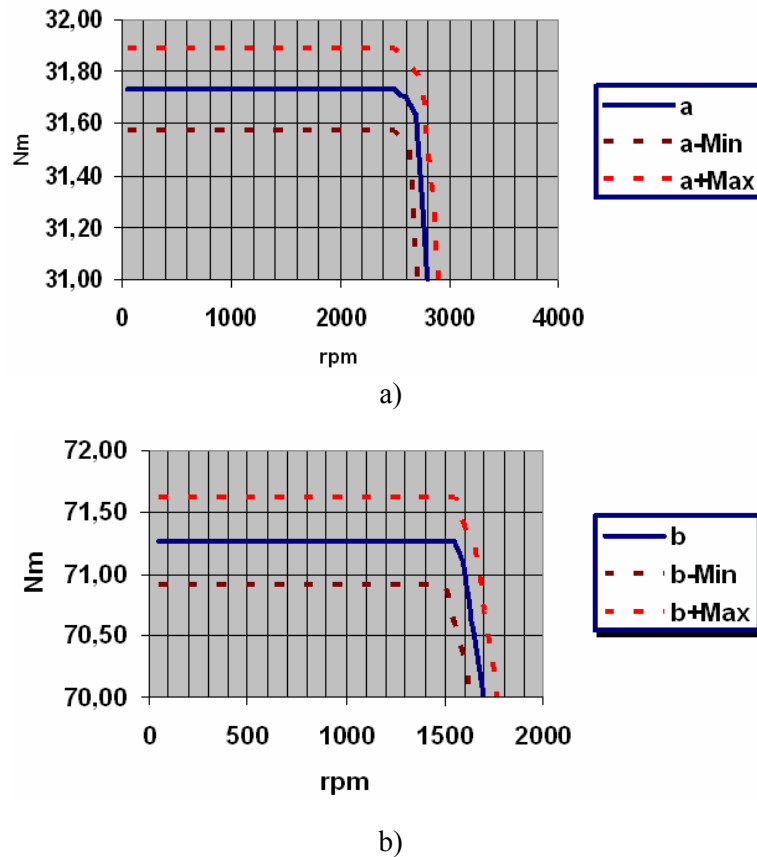 32,00
31,80
31,60
31,40
31,20
31,00
Nm
0 1000 2000 3000 4000
rpm
a
a-Min
a+Max
a)
72,00
71,50
71,00
70,50
70,00
Nm
0 500 1000 1500 2000
rpm
b
b-Min
b+Max
b)